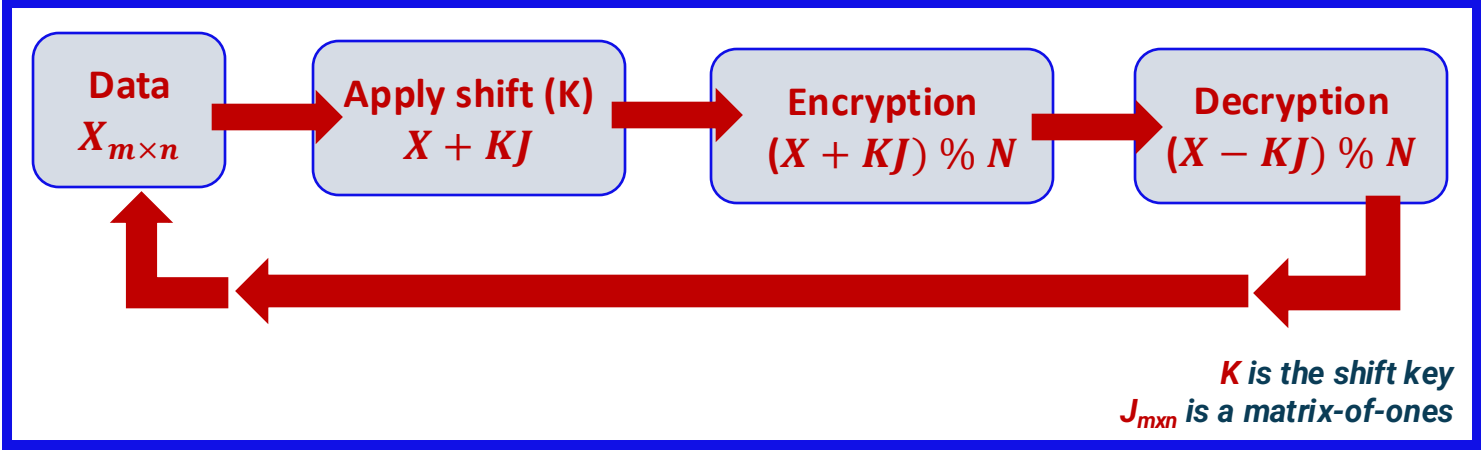 Data
X_{m×n}
Apply shift (K)
X + KJ
Encryption
(X + KJ) % N
Decryption
(X − KJ) % N
K is the shift key
J_{mxn} is a matrix-of-ones